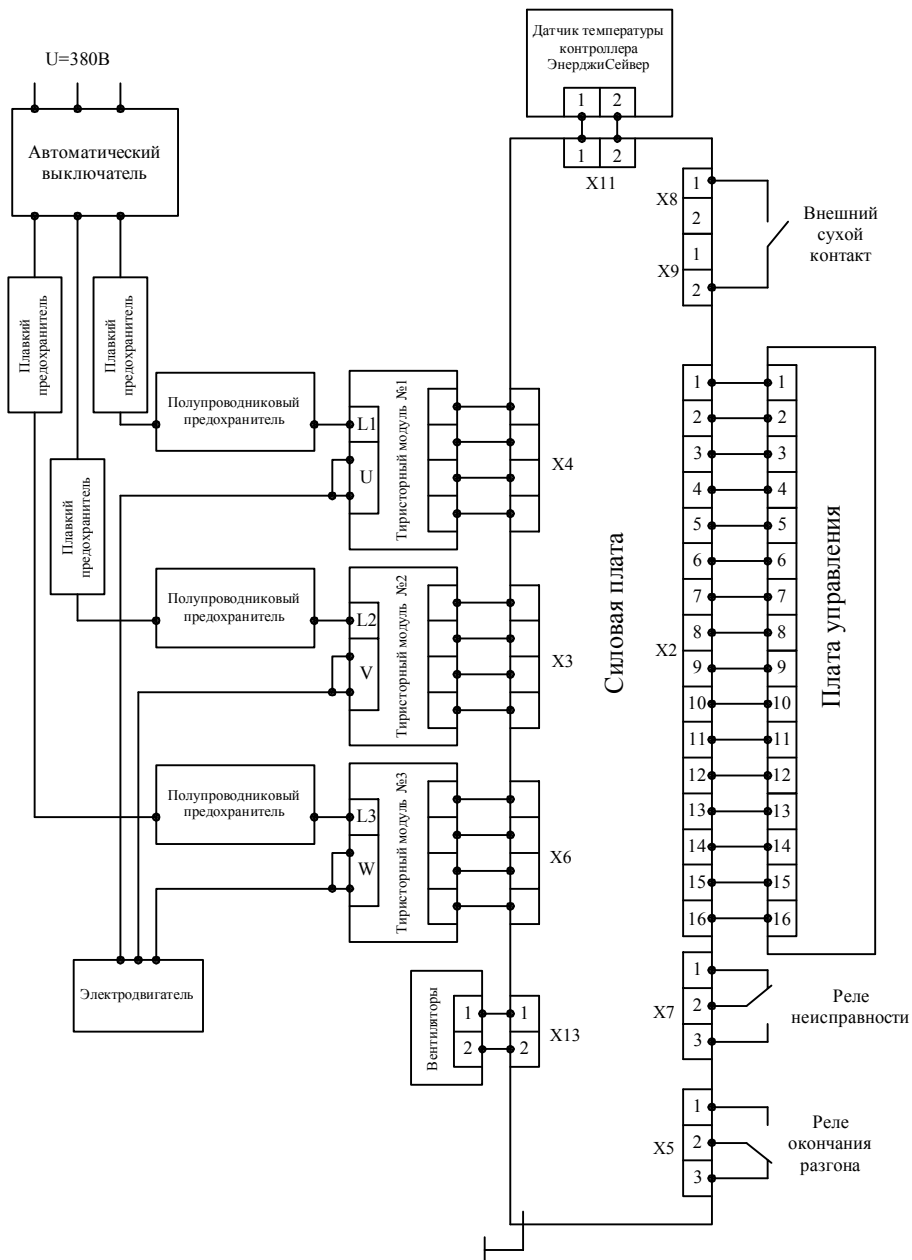 Датчик температуры
контроллера
ЭнерджиСейвер
1 2
1 2
X11
U=380В
Автоматический
выключатель
Плавкий
предохранитель
Плавкий
предохранитель
Плавкий
предохранитель
Полупроводниковый
предохранитель
L1
U
Тиристорный модуль №1
X4
Полупроводниковый
предохранитель
L2
V
Тиристорный модуль №2
X3
Полупроводниковый
предохранитель
L3
W
Тиристорный модуль №3
X6
Электродвигатель
Вентиляторы
1 1
2 2
X13
Силовая плата
X8
1
2
X9
1
2
Внешний
сухой
контакт
X2
1 1
2 2
3 3
4 4
5 5
6 6
7 7
8 8
9 9
10 10
11 11
12 12
13 13
14 14
15 15
16 16
Плата управления
X7
1
2
3
Реле
неисправности
X5
1
2
3
Реле
окончания
разгона